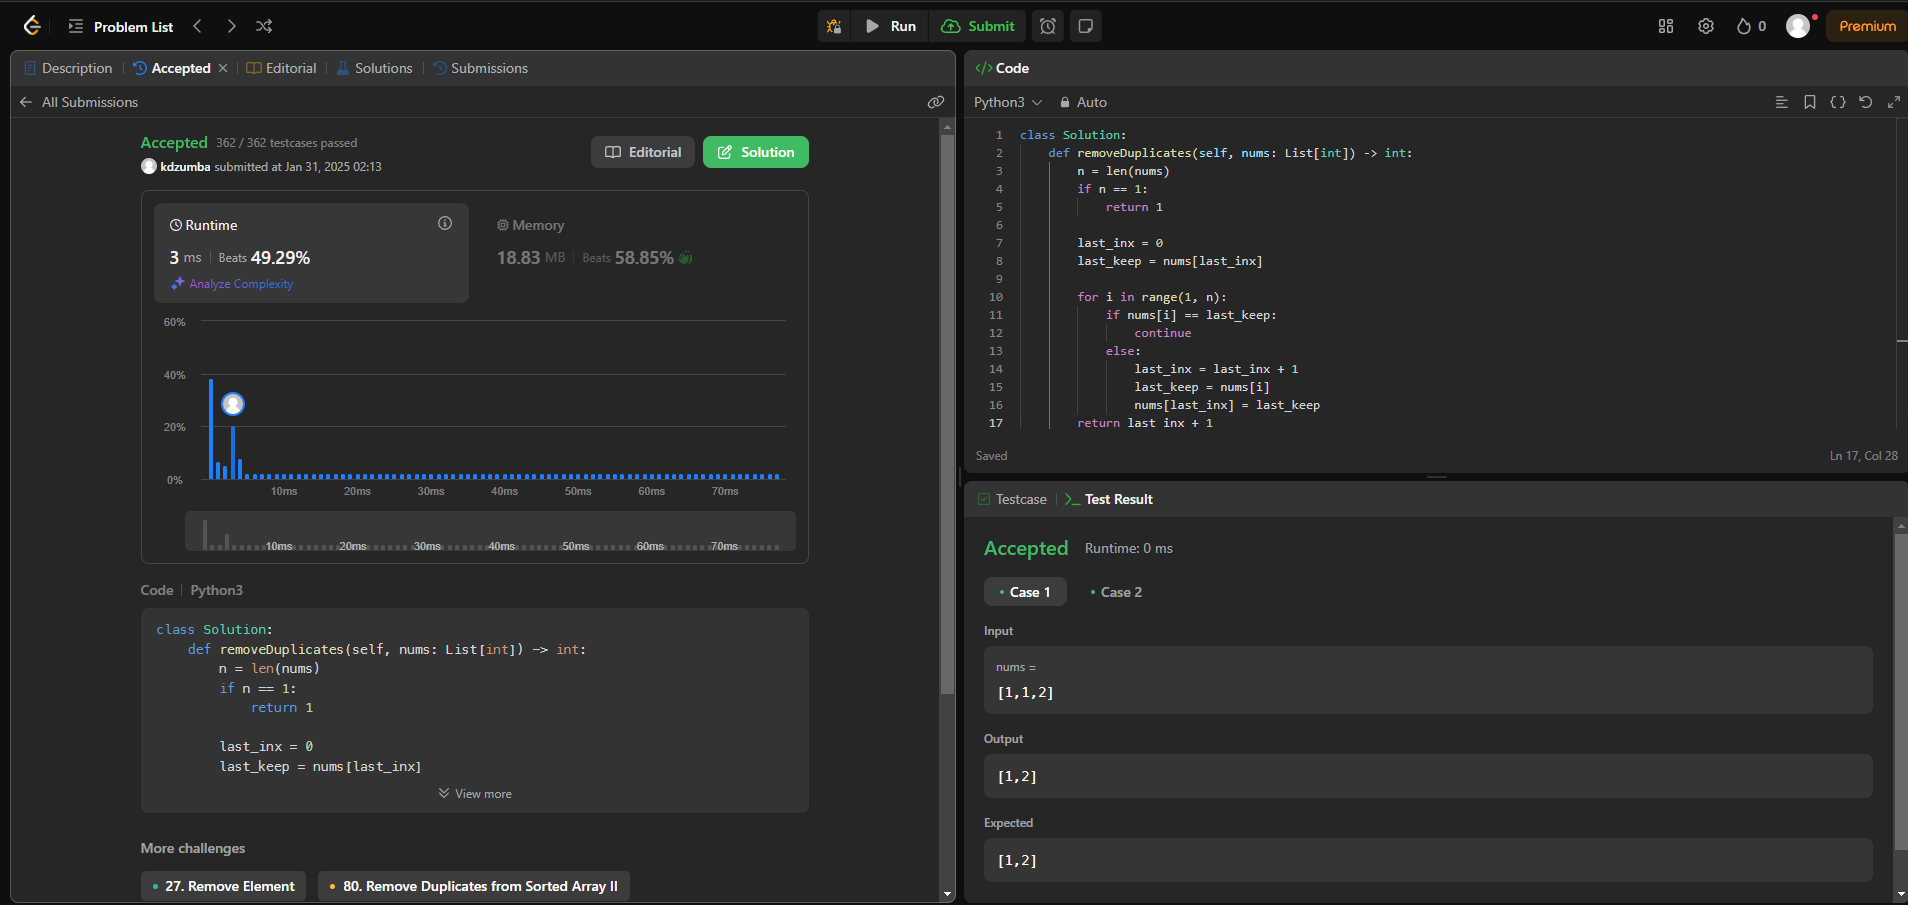 Problem List
Run
Submit
0
Premium
Description
Accepted
Editorial
Solutions
Submissions
All Submissions
Accepted 362 / 362 testcases passed
kdzumba submitted at Jan 31, 2025 02:13
Editorial
Solution
Runtime
3 ms | Beats 49.29%
Analyze Complexity
Memory
18.83 MB | Beats 58.85%
60%
40%
20%
0%
10ms 20ms 30ms 40ms 50ms 60ms 70ms
10ms 20ms 30ms 40ms 50ms 60ms 70ms
Code | Python3
class Solution:
    def removeDuplicates(self, nums: List[int]) -> int:
        n = len(nums)
        if n == 1:
            return 1
        last_inx = 0
        last_keep = nums[last_inx]
View more
More challenges
27. Remove Element
80. Remove Duplicates from Sorted Array II
</> Code
Python3
Auto
1 class Solution:
2     def removeDuplicates(self, nums: List[int]) -> int:
3         n = len(nums)
4         if n == 1:
5             return 1
6
7         last_inx = 0
8         last_keep = nums[last_inx]
9
10         for i in range(1, n):
11             if nums[i] == last_keep:
12                 continue
13             else:
14                 last_inx = last_inx + 1
15                 last_keep = nums[i]
16                 nums[last_inx] = last_keep
17         return last inx + 1
Saved
Ln 17, Col 28
Testcase
Test Result
Accepted Runtime: 0 ms
Case 1
Case 2
Input
nums =
[1,1,2]
Output
[1,2]
Expected
[1,2]